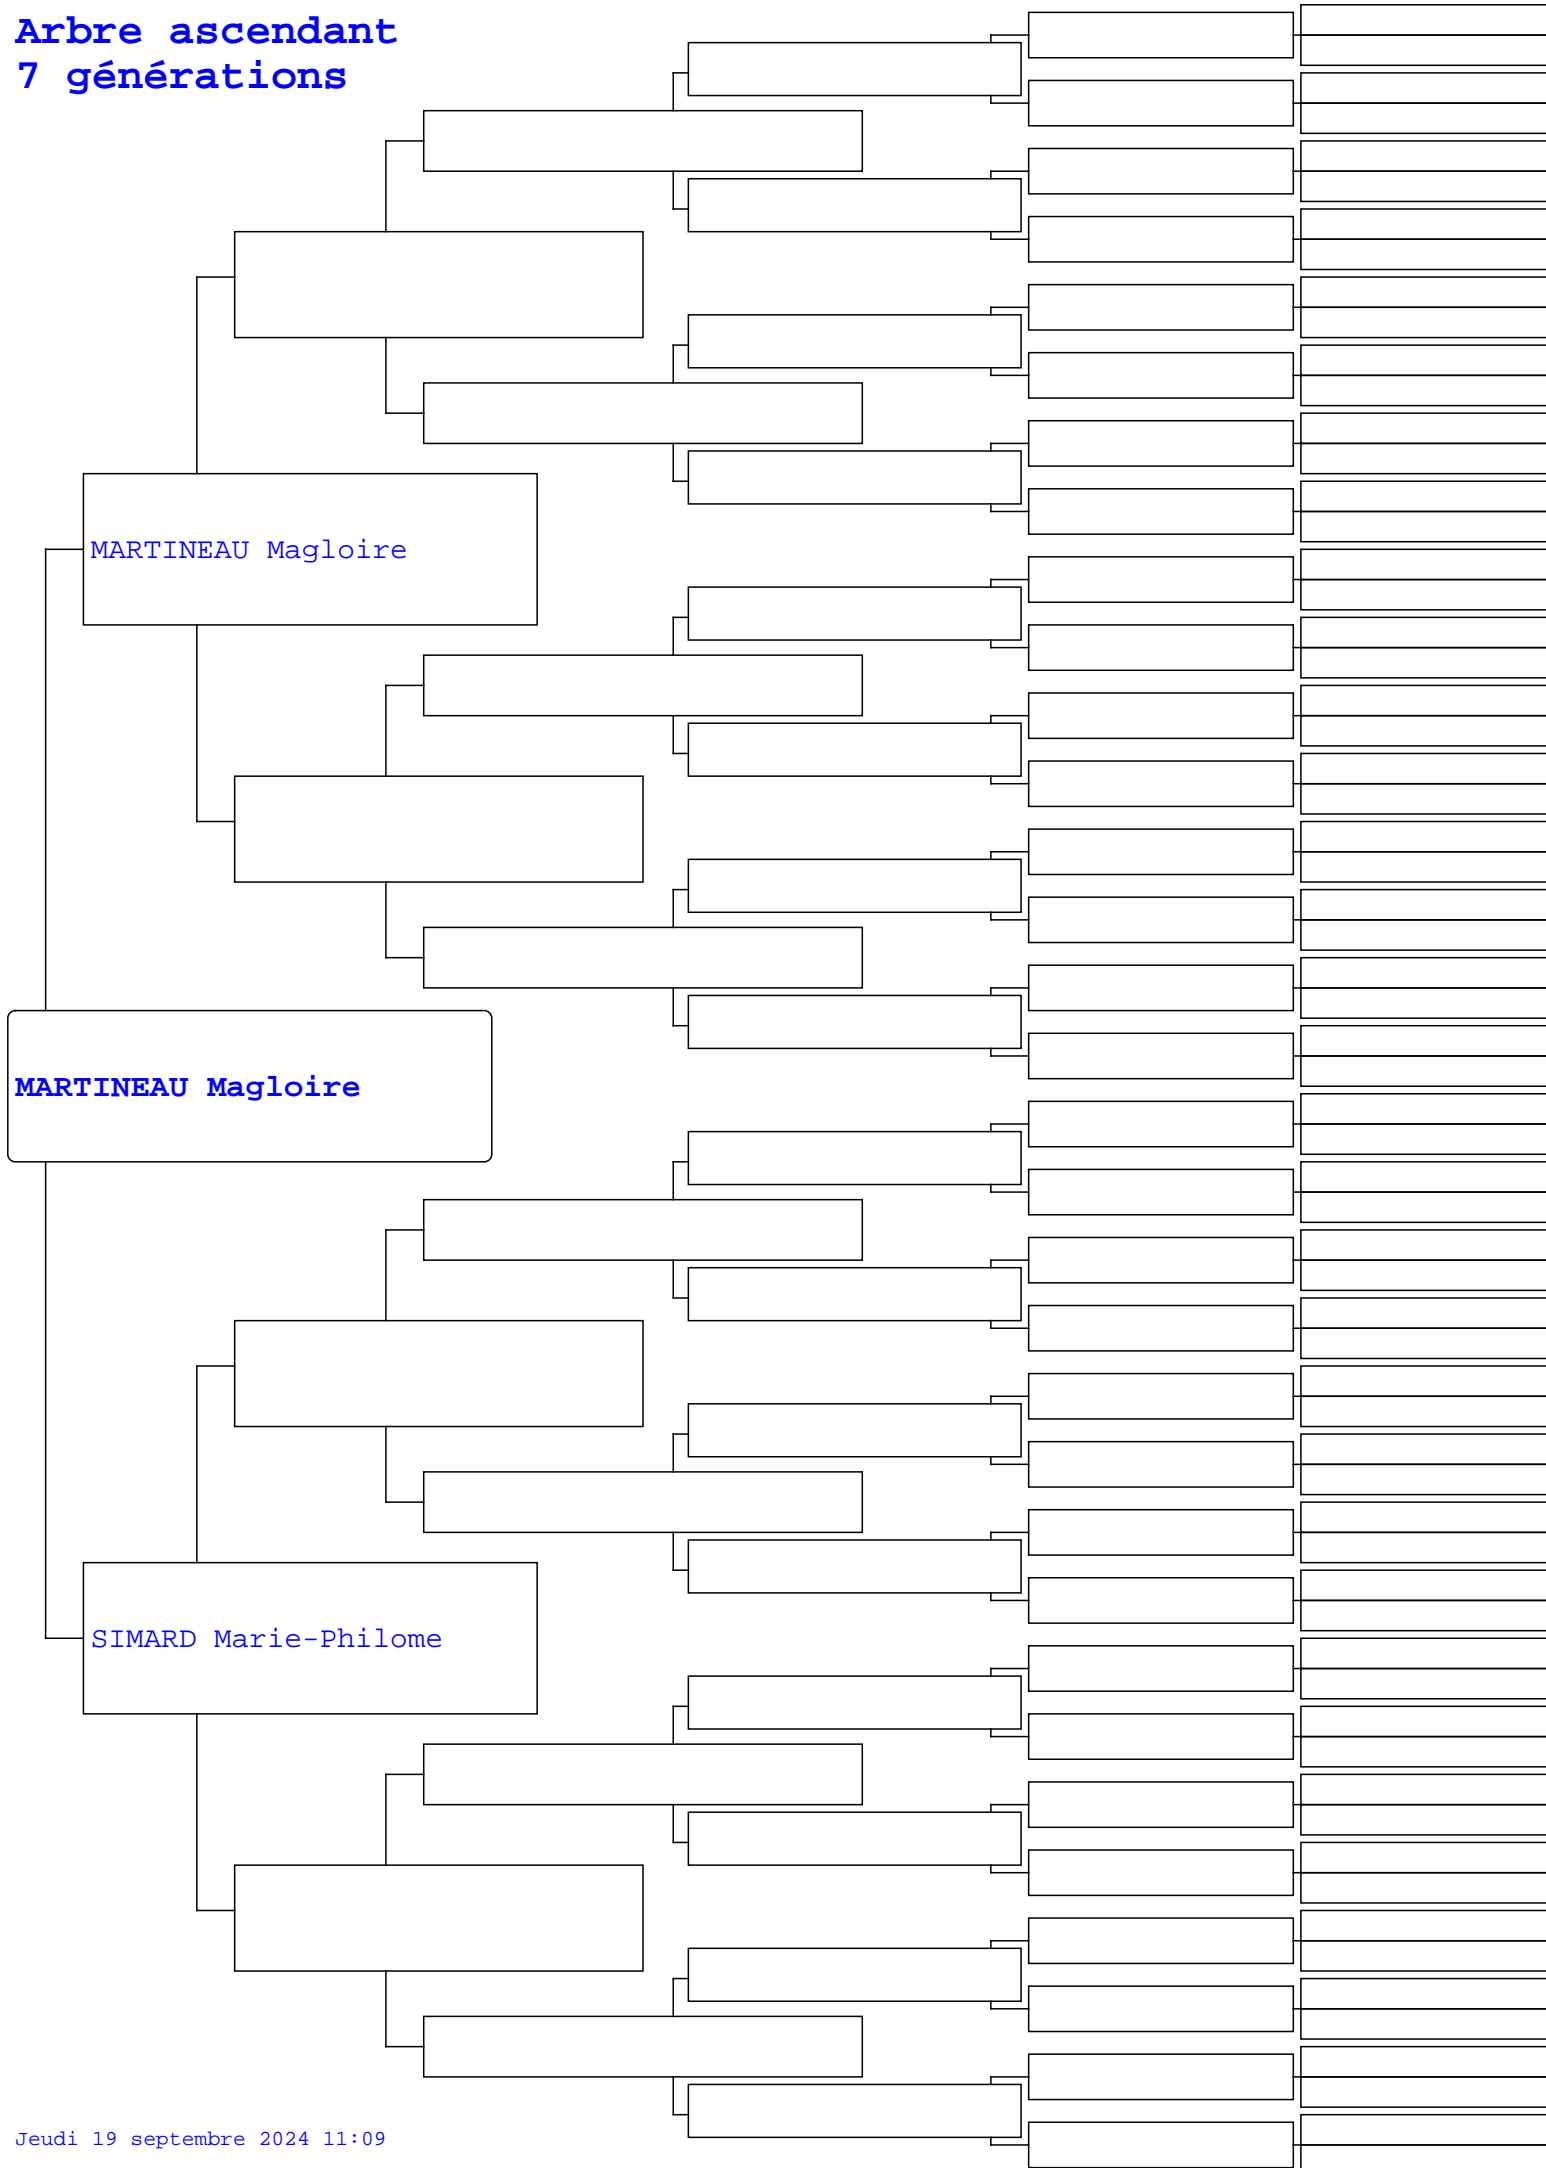 Arbre ascendant
7 générations
MARTINEAU Magloire
MARTINEAU Magloire
SIMARD Marie-Philome
Jeudi 19 septembre 2024 11:09